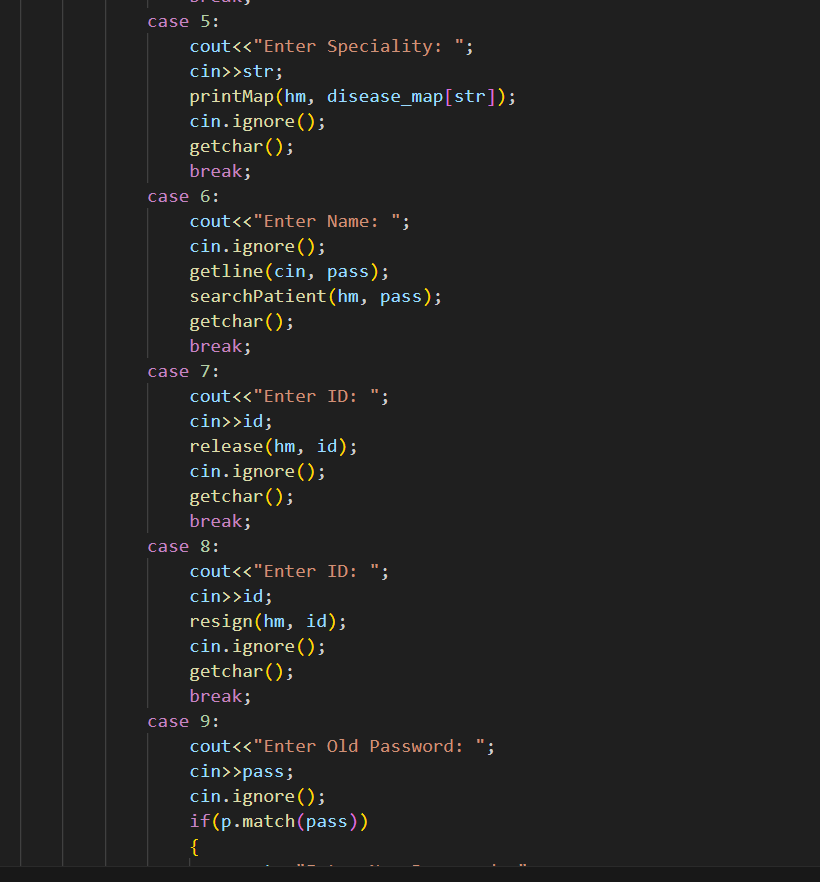 case 5:
cout<<"Enter Speciality: ";
cin>>str;
printMap(hm, disease_map[str]);
cin.ignore();
getchar();
break;
case 6:
cout<<"Enter Name: ";
cin.ignore();
getline(cin, pass);
searchPatient(hm, pass);
getchar();
break;
case 7:
cout<<"Enter ID: ";
cin>>id;
release(hm, id);
cin.ignore();
getchar();
break;
case 8:
cout<<"Enter ID: ";
cin>>id;
resign(hm, id);
cin.ignore();
getchar();
break;
case 9:
cout<<"Enter Old Password: ";
cin>>pass;
cin.ignore();
if(p.match(pass))
{